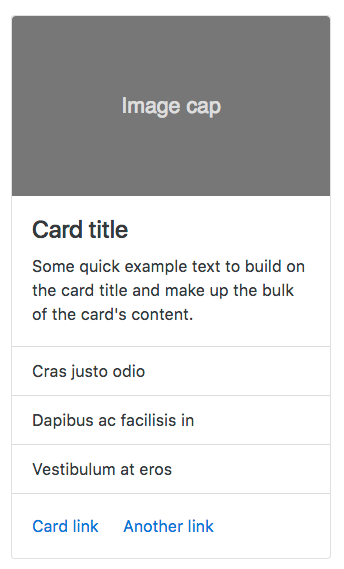 Image cap
Card title
Some quick example text to build on
the card title and make up the bulk
of the card's content.
Cras justo odio
Dapibus ac facilisis in
Vestibulum at eros
Card link Another link